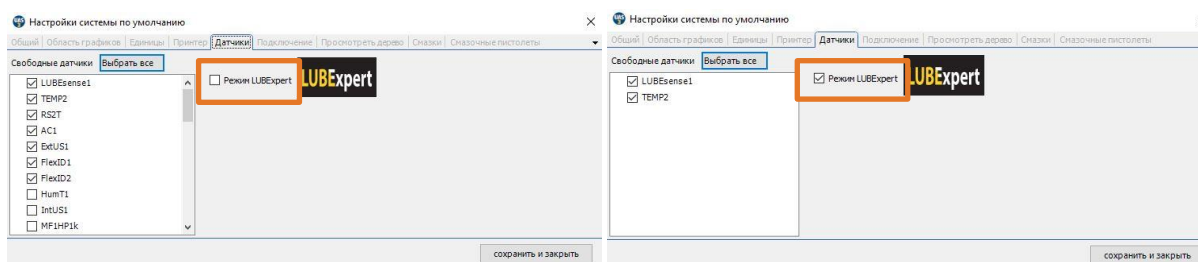 Настройки системы по умолчанию
Общий Область графиков Единицы Принтер Датчики Подключение Просмотреть дерево Смазки Смазочные пистолеты
Свободные датчики Выбрать все
LUBEsense1
TEMP2
RS2T
AC1
ExtUS1
FlexID1
FlexID2
HumT1
IntUS1
MF1HP1k
Режим LUBExpert
LUBExpert
сохранить и закрыть
Настройки системы по умолчанию
Общий Область графиков Единицы Принтер Датчики Подключение Просмотреть дерево Смазки Смазочные пистолеты
Свободные датчики Выбрать все
LUBEsense1
TEMP2
Режим LUBExpert
LUBExpert
сохранить и закрыть